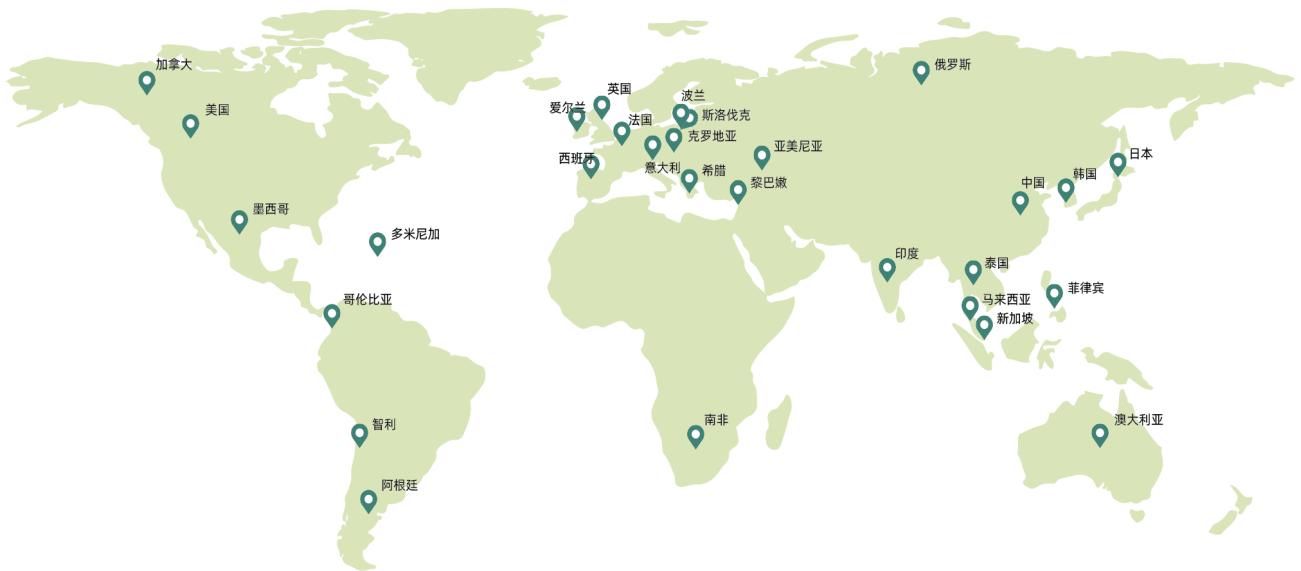 加拿大
俄罗斯
英国
波兰
美国
爱尔兰
法国
斯洛伐克
克罗地亚
亚美尼亚
日本
西班牙
意大利
希腊
韩国
黎巴嫩
中国
墨西哥
多米尼加
印度
泰国
菲律宾
哥伦比亚
马来西亚
新加坡
南非
澳大利亚
智利
阿根廷